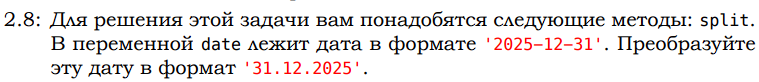 2.8: Для решения этой задачи вам понадобятся следующие методы: split.
В переменной date лежит дата в формате '2025-12-31'. Преобразуйте
эту дату в формат '31.12.2025'.